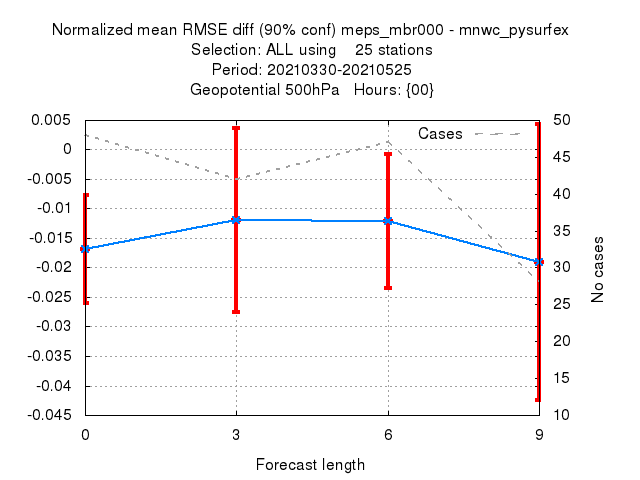 Normalized mean RMSE diff (90% conf) meps_mbr000 - mnwc_pysurfex
Selection: ALL using    25 stations
Period: 20210330-20210525
Geopotential 500hPa   Hours: {00}
Cases
0.005
0
-0.005
-0.01
-0.015
-0.02
-0.025
-0.03
-0.035
-0.04
-0.045
50
45
40
35
30
25
20
15
10
No cases
0 3 6 9
Forecast length